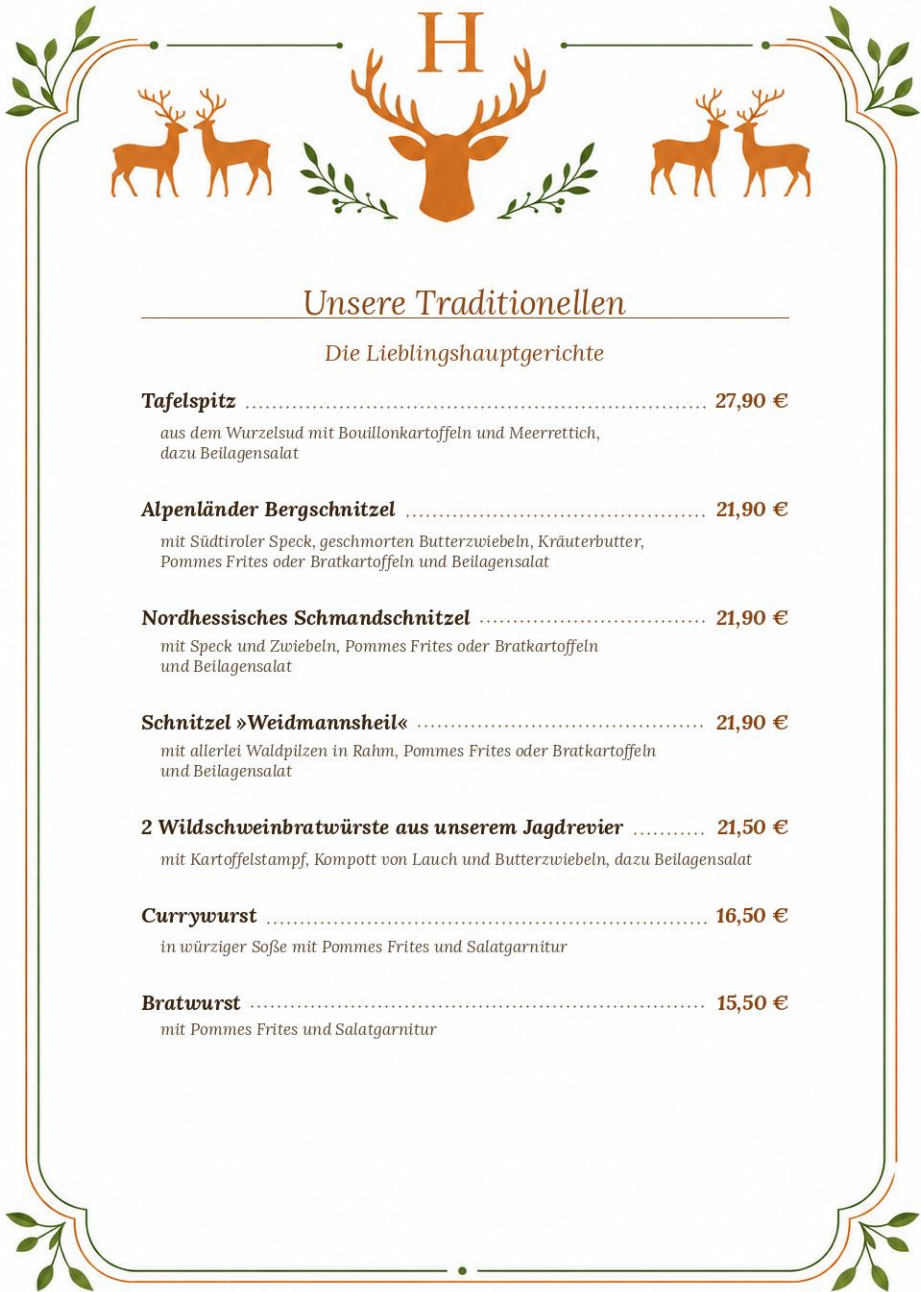 H
Unsere Traditionellen
Die Lieblingshauptgerichte
Tafelspitz 27,90 €
aus dem Wurzelsud mit Bouillonkartoffeln und Meerrettich,
dazu Beilagensalat
Alpenländer Bergschnitzel 21,90 €
mit Südtiroler Speck, geschmorten Butterzwiebeln, Kräuterbutter,
Pommes Frites oder Bratkartoffeln und Beilagensalat
Nordhessisches Schmandschnitzel 21,90 €
mit Speck und Zwiebeln, Pommes Frites oder Bratkartoffeln
und Beilagensalat
Schnitzel »Weidmannsheil« 21,90 €
mit allerlei Waldpilzen in Rahm, Pommes Frites oder Bratkartoffeln
und Beilagensalat
2 Wildschweinbratwürste aus unserem Jagdrevier 21,50 €
mit Kartoffelstampf, Kompott von Lauch und Butterzwiebeln, dazu Beilagensalat
Currywurst 16,50 €
in würziger Soße mit Pommes Frites und Salatgarnitur
Bratwurst 15,50 €
mit Pommes Frites und Salatgarnitur